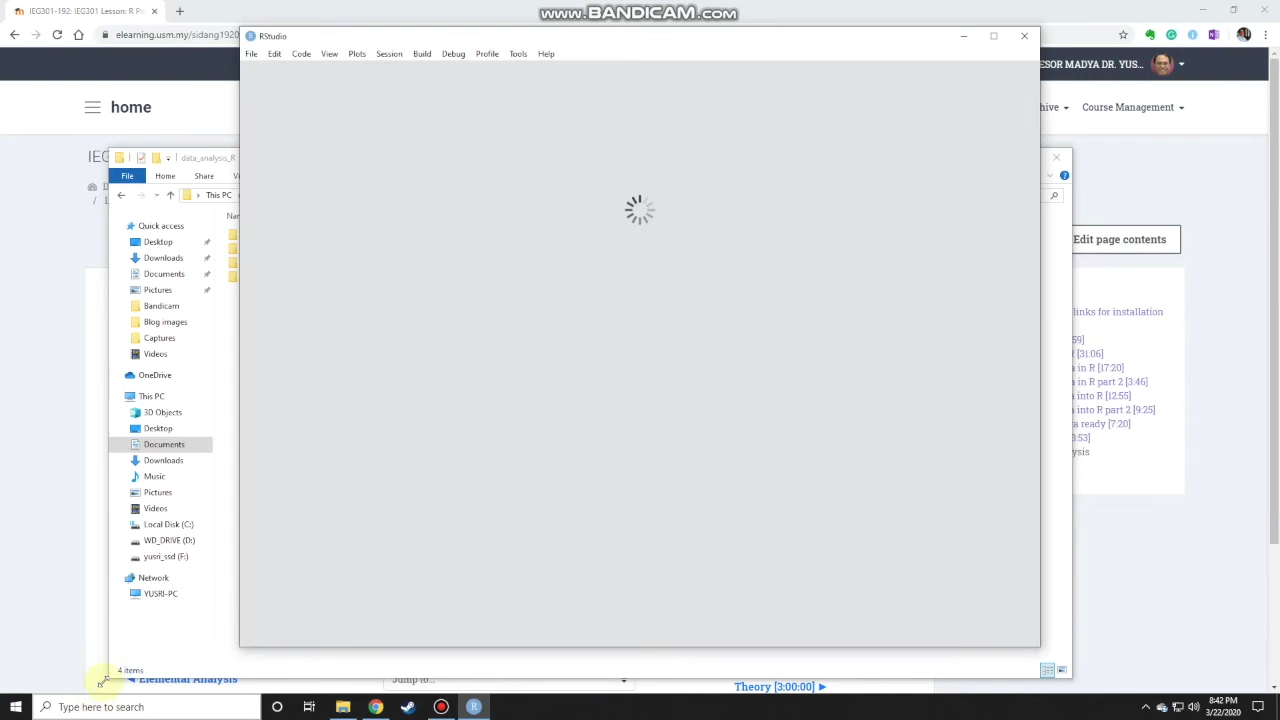 IEG301-192: IEG301 Lesson: R Pr
www.BANDICAM.com
elearning.usm.my/sidang1920
RStudio
File Edit Code View Plots Session Build Debug Profile Tools Help
ESOR MADYA DR. YUS...
home
hive
Course Management
IEG
data_analysis_R
File Home Share
This PC
Quick access
Desktop
Downloads
Documents
Pictures
Bandicam
Blog images
Captures
Videos
OneDrive
This PC
3D Objects
Desktop
Documents
Downloads
Music
Pictures
Videos
Local Disk (C:)
WD_DRIVE (D:)
yusri_ssd (F:)
Network
YUSRI-PC
4 items
Edit page contents
links for installation
:59]
R [31:06]
a in R [17:20]
a in R part 2 [3:46]
a into R [12:55]
a into R part 2 [9:25]
ta ready [7:20]
3:53]
ysis
◄ Elemental Analysis
Jump to...
Theory [3:00:00] ►
Type here to search
8:42 PM
3/22/2020